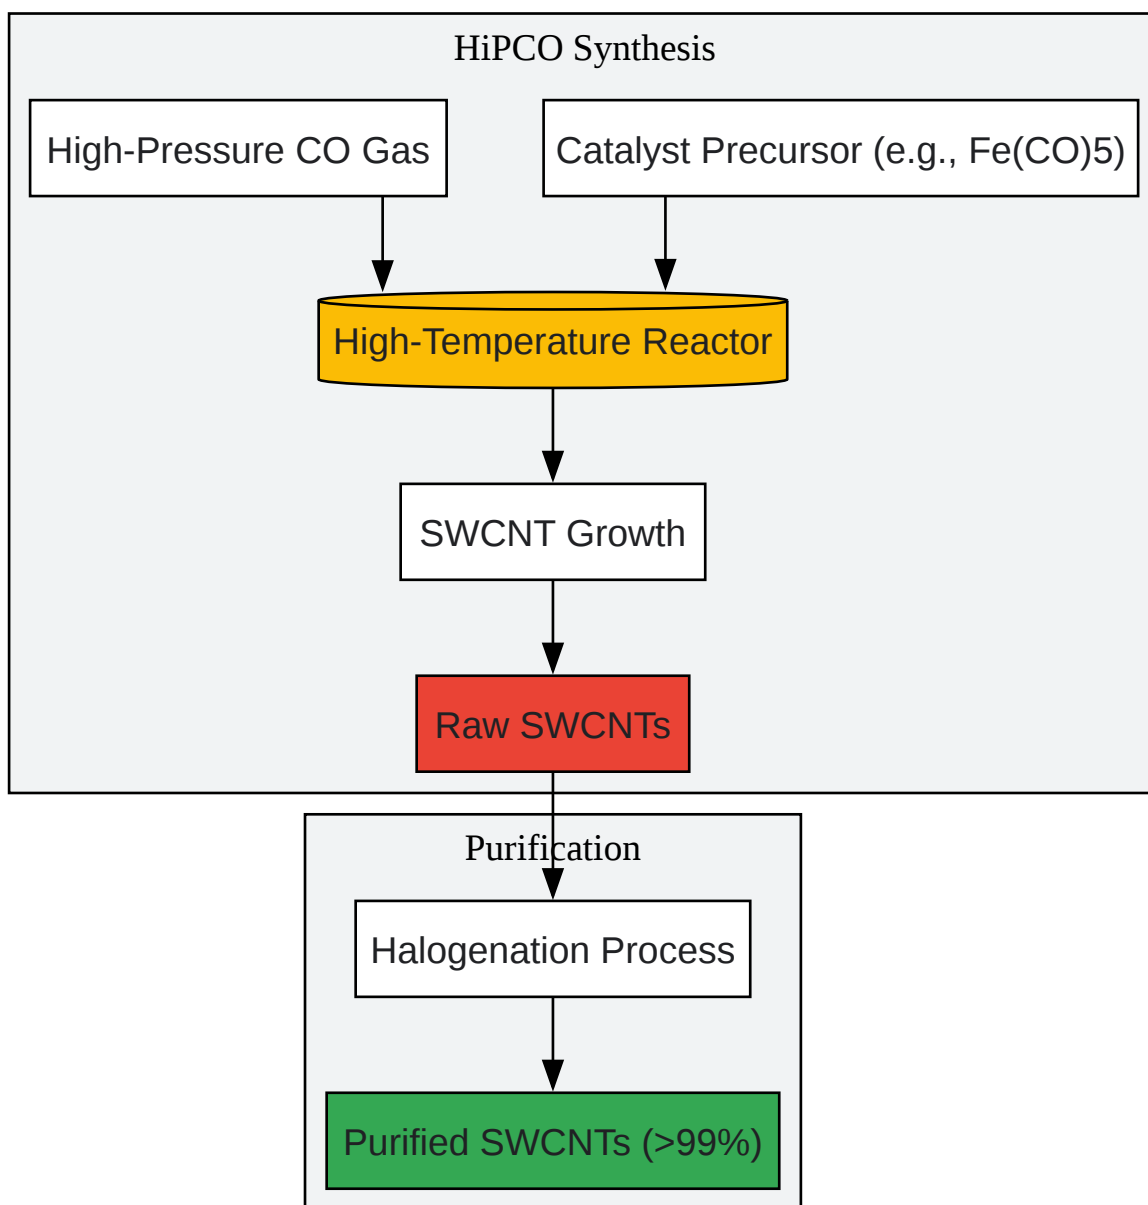 HiPCO Synthesis
High-Pressure CO Gas
Catalyst Precursor (e.g., Fe(CO)5)
High-Temperature Reactor
SWCNT Growth
Raw SWCNTs
Purification
Halogenation Process
Purified SWCNTs (>99%)